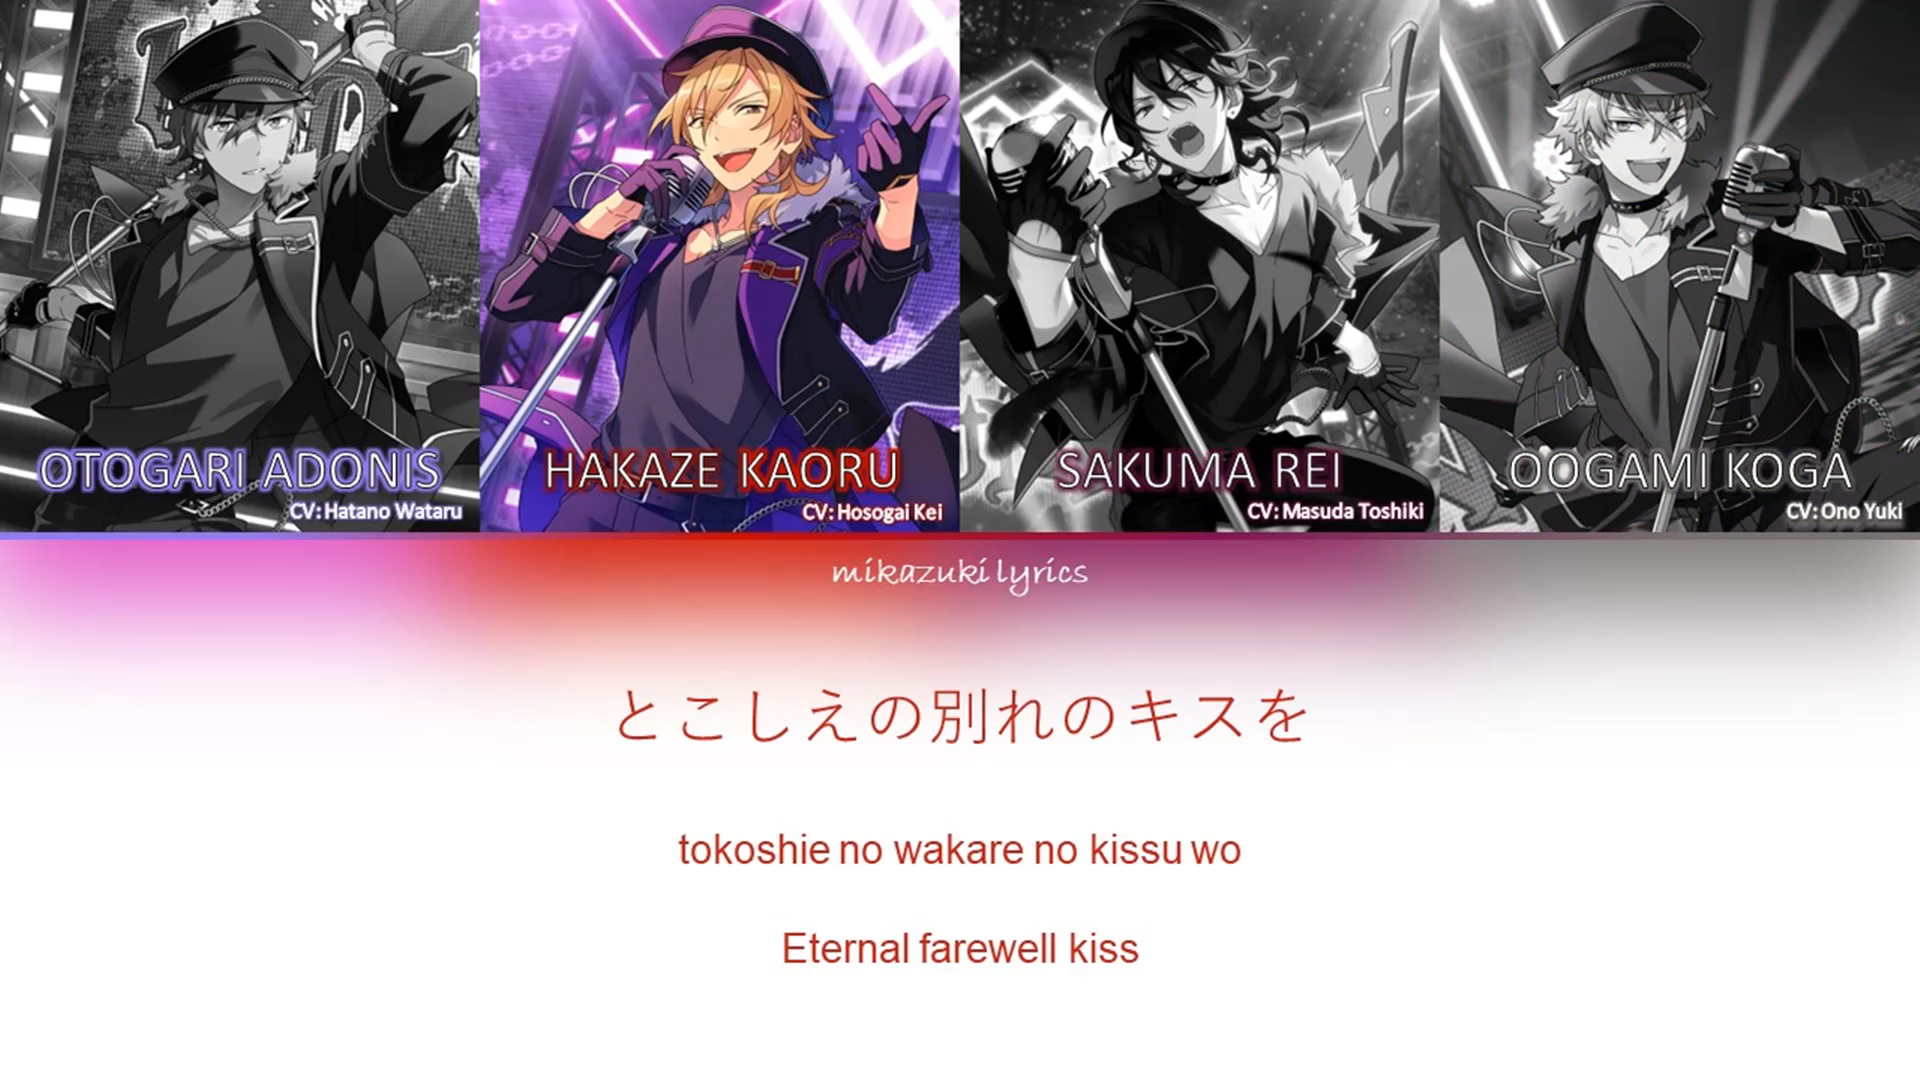 OTOGARI ADONIS
CV: Hatano Wataru
HAKAZE KAORU
CV: Hosogai Kei
SAKUMA REI
CV: Masuda Toshiki
OOGAMI KOGA
CV: Ono Yuki
mikazuki lyrics
とこしえの別れのキスを
tokoshie no wakare no kissu wo
Eternal farewell kiss